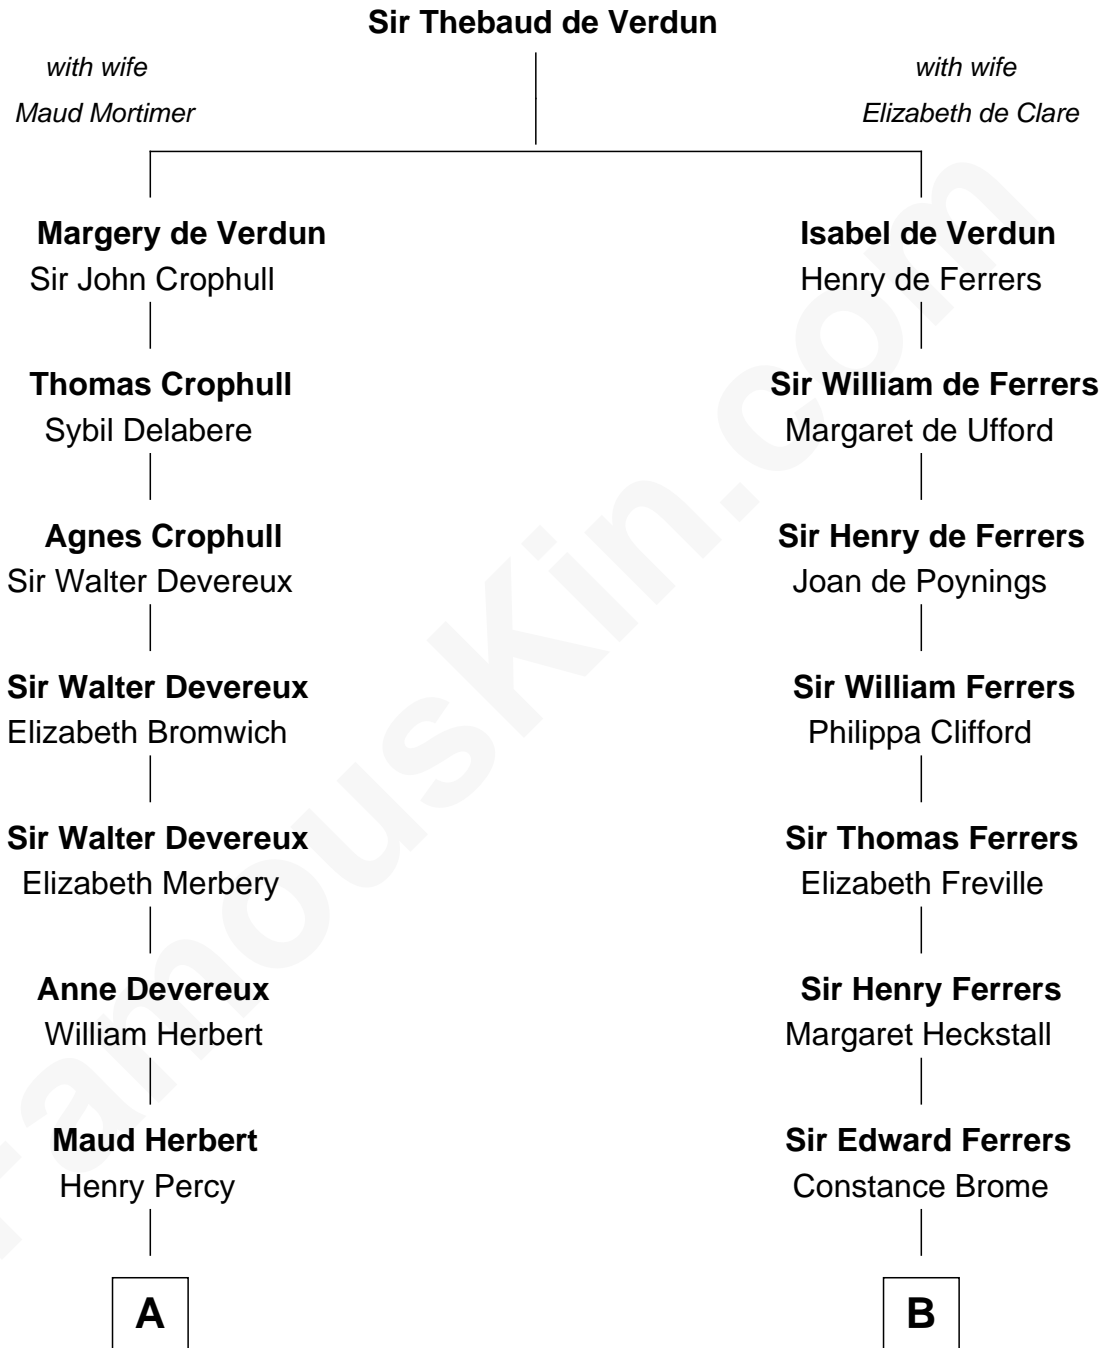 Sir Thebaud de Verdun
with wife
Maud Mortimer
with wife
Elizabeth de Clare
Margery de Verdun
Sir John Crophull
Isabel de Verdun
Henry de Ferrers
Thomas Crophull
Sybil Delabere
Sir William de Ferrers
Margaret de Ufford
Agnes Crophull
Sir Walter Devereux
Sir Henry de Ferrers
Joan de Poynings
Sir Walter Devereux
Elizabeth Bromwich
Sir William Ferrers
Philippa Clifford
Sir Walter Devereux
Elizabeth Merbery
Sir Thomas Ferrers
Elizabeth Freville
Anne Devereux
William Herbert
Sir Henry Ferrers
Margaret Heckstall
Maud Herbert
Henry Percy
Sir Edward Ferrers
Constance Brome
A
B
FamousKin.com